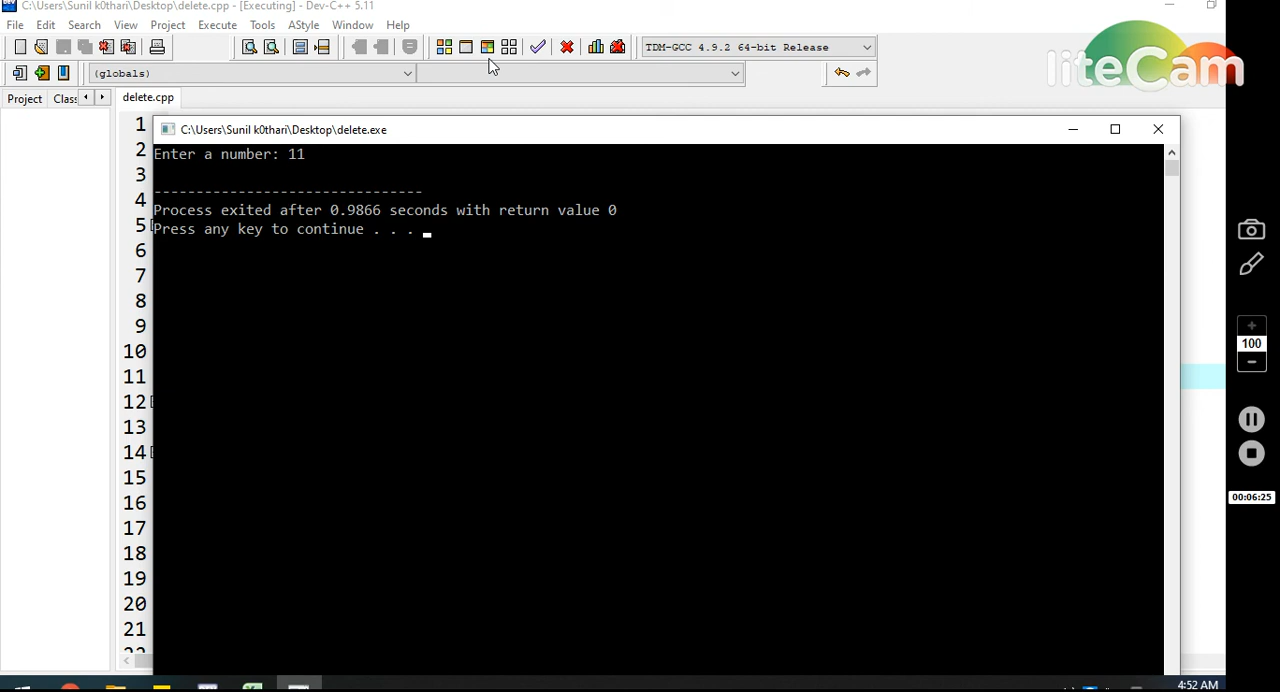 C:\Users\Sunil k0thari\Desktop\delete.cpp - [Executing] - Dev-C++ 5.11
File Edit Search View Project Execute Tools AStyle Window Help
TDM-GCC 4.9.2 64-bit Release
liteCam
(globals)
Project Class
delete.cpp
C:\Users\Sunil k0thari\Desktop\delete.exe
1
Enter a number: 11
2
3
--------------------------------
4
Process exited after 0.9866 seconds with return value 0
5
Press any key to continue . . .
6
7
8
9
10
100
11
12
13
14
15
16
00:06:25
17
18
19
20
21
4:52 AM